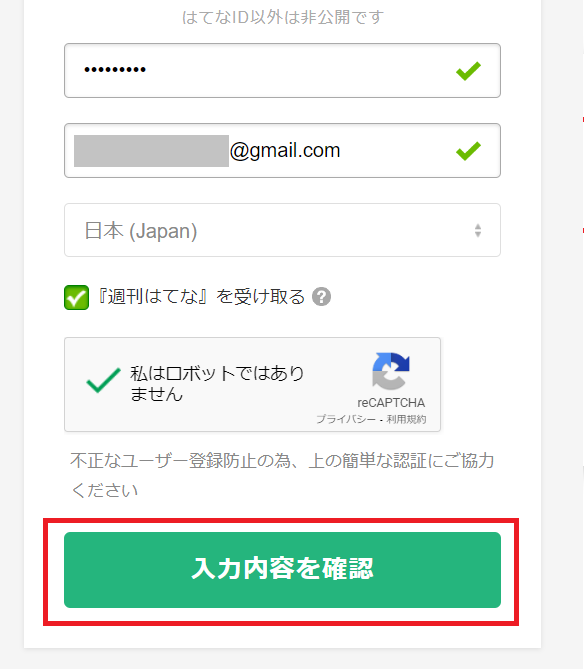 はてなID以外は非公開です
•••••••••
@gmail.com
日本 (Japan)
『週刊はてな』を受け取る ?
私はロボットではあり
ません
reCAPTCHA
プライバシー - 利用規約
不正なユーザー登録防止の為、上の簡単な認証にご協力
ください
入力内容を確認